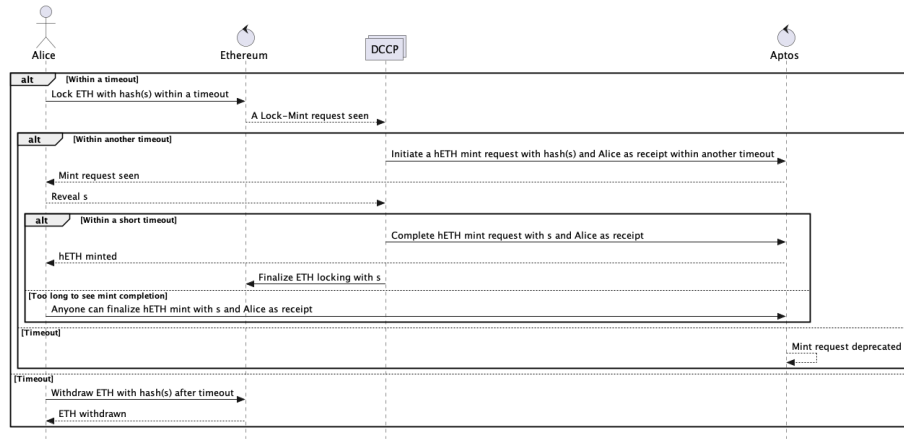 Alice
Ethereum
DCCP
Aptos
alt [Within a timeout]
Lock ETH with hash(s) within a timeout
A Lock-Mint request seen
alt [Within another timeout]
Initiate a hETH mint request with hash(s) and Alice as receipt within another timeout
Mint request seen
Reveal s
alt [Within a short timeout]
Complete hETH mint request with s and Alice as receipt
hETH minted
Finalize ETH locking with s
[Too long to see mint completion]
Anyone can finalize hETH mint with s and Alice as receipt
[Timeout]
Mint request deprecated
[Timeout]
Withdraw ETH with hash(s) after timeout
ETH withdrawn